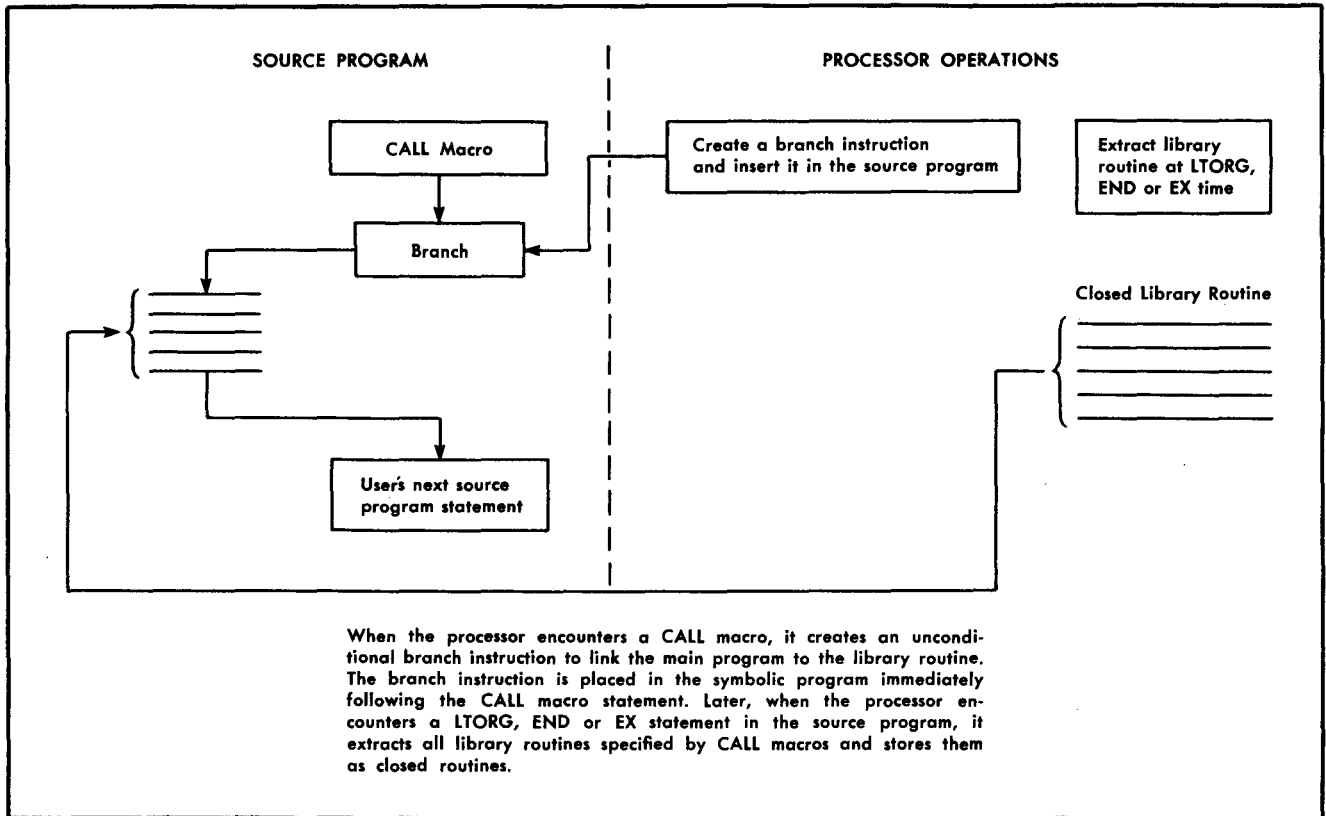 SOURCE PROGRAM
PROCESSOR OPERATIONS
CALL Macro
Branch
Create a branch instruction
and insert it in the source program
Extract library
routine at LTORG,
END or EX time
Closed Library Routine
User's next source
program statement
When the processor encounters a CALL macro, it creates an uncondi-
tional branch instruction to link the main program to the library routine.
The branch instruction is placed in the symbolic program immediately
following the CALL macro statement. Later, when the processor en-
counters a LTORG, END or EX statement in the source program, it
extracts all library routines specified by CALL macros and stores them
as closed routines.